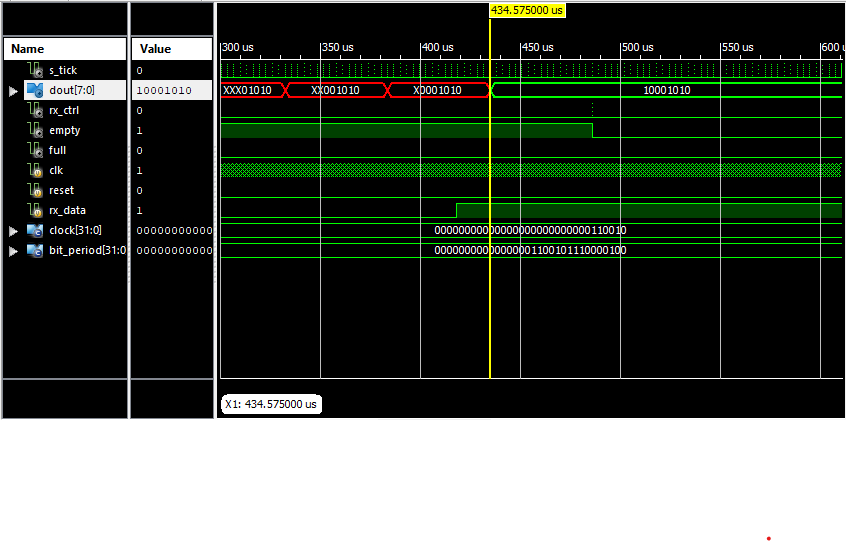 434.575000 us
Name Value 300 us 350 us 400 us 450 us 500 us 550 us 600
s_tick 0
dout[7:0] 10001010 XXX01010 XX001010 X0001010 10001010
rx_ctrl 0
empty 1
full 0
clk 1
reset 0
rx_data 1
clock[31:0] 00000000000 00000000000000000000000000110010
bit_period[31:0 00000000000 00000000000000001100101110000100
X1: 434.575000 us